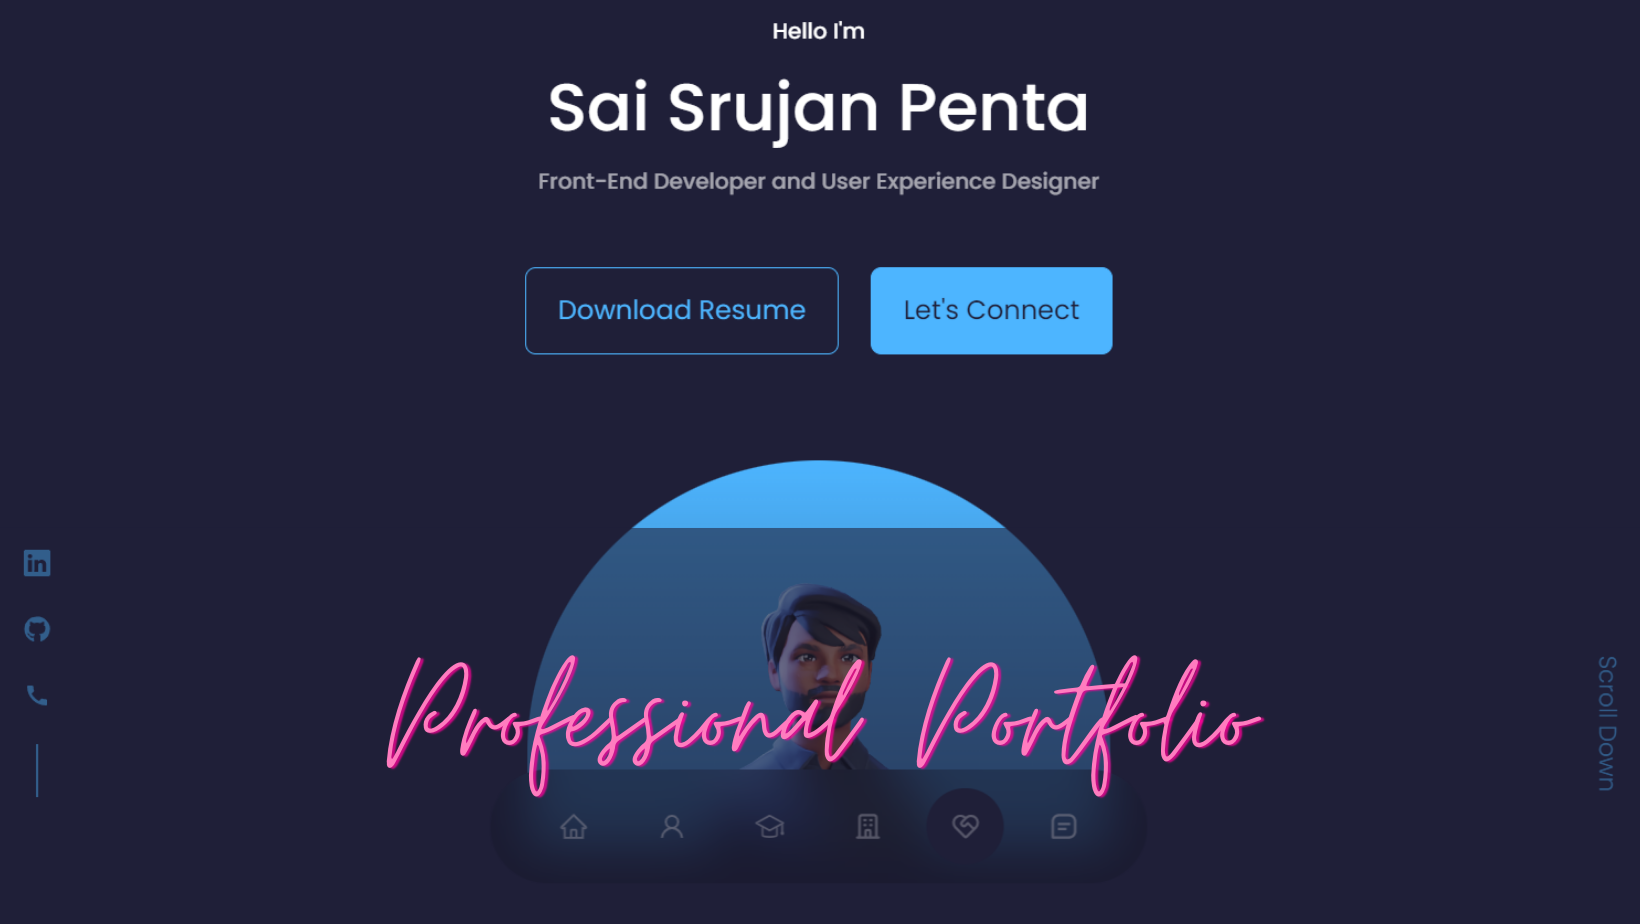 Hello I'm
Sai Srujan Penta
Front-End Developer and User Experience Designer
Download Resume
Let's Connect
in
Professional Portfolio
Scroll Down